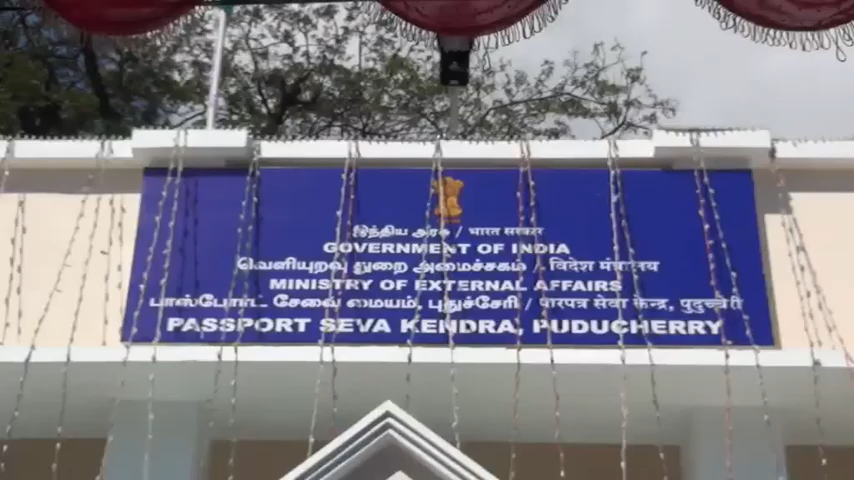 இந்திய அரசு / भारत सरकार
GOVERNMENT OF INDIA
வெளியுறவு துறை அமைச்சகம் / विदेश मंत्रालय
MINISTRY OF EXTERNAL AFFAIRS
பாஸ்போர்ட் சேவை மையம், புதுச்சேரி / पारपत्र सेवा केन्द्र, पुदुच्चेरी
PASSPORT SEVA KENDRA, PUDUCHERRY